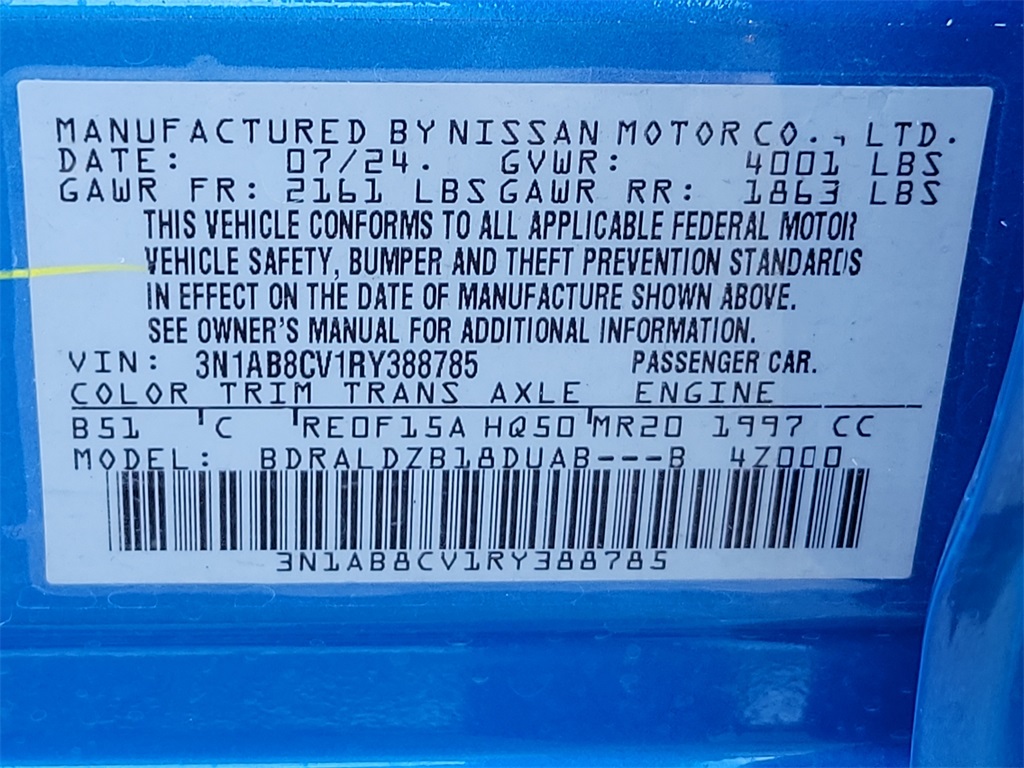 MANUFACTURED BY NISSAN MOTOR CO., LTD.
DATE: 07/24. GVWR: 4001 LBS
GAWR FR: 2161 LBS GAWR RR: 1863 LBS
THIS VEHICLE CONFORMS TO ALL APPLICABLE FEDERAL MOTOR
VEHICLE SAFETY, BUMPER AND THEFT PREVENTION STANDARDS
IN EFFECT ON THE DATE OF MANUFACTURE SHOWN ABOVE.
SEE OWNER'S MANUAL FOR ADDITIONAL INFORMATION.
VIN: 3N1AB8CV1RY388785 PASSENGER CAR.
COLOR TRIM TRANS AXLE ENGINE
B51 C RE0F15A HQ50 MR20 1997 CC
MODEL: BDRALDZB18DUAB---B 4Z000
3N1AB8CV1RY388785